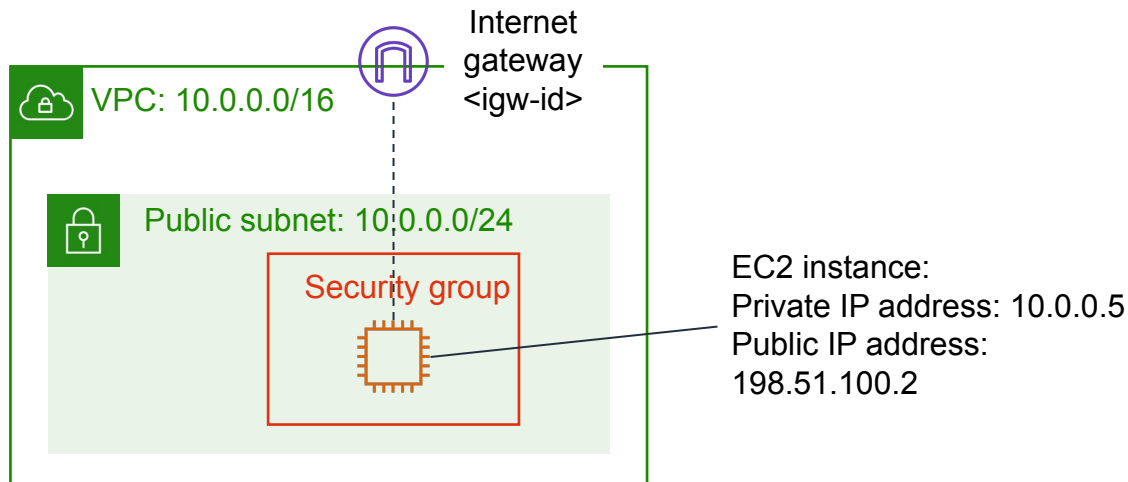 Internet
gateway
<igw-id>
VPC: 10.0.0.0/16
Public subnet: 10.0.0.0/24
Security group
EC2 instance:
Private IP address: 10.0.0.5
Public IP address:
198.51.100.2